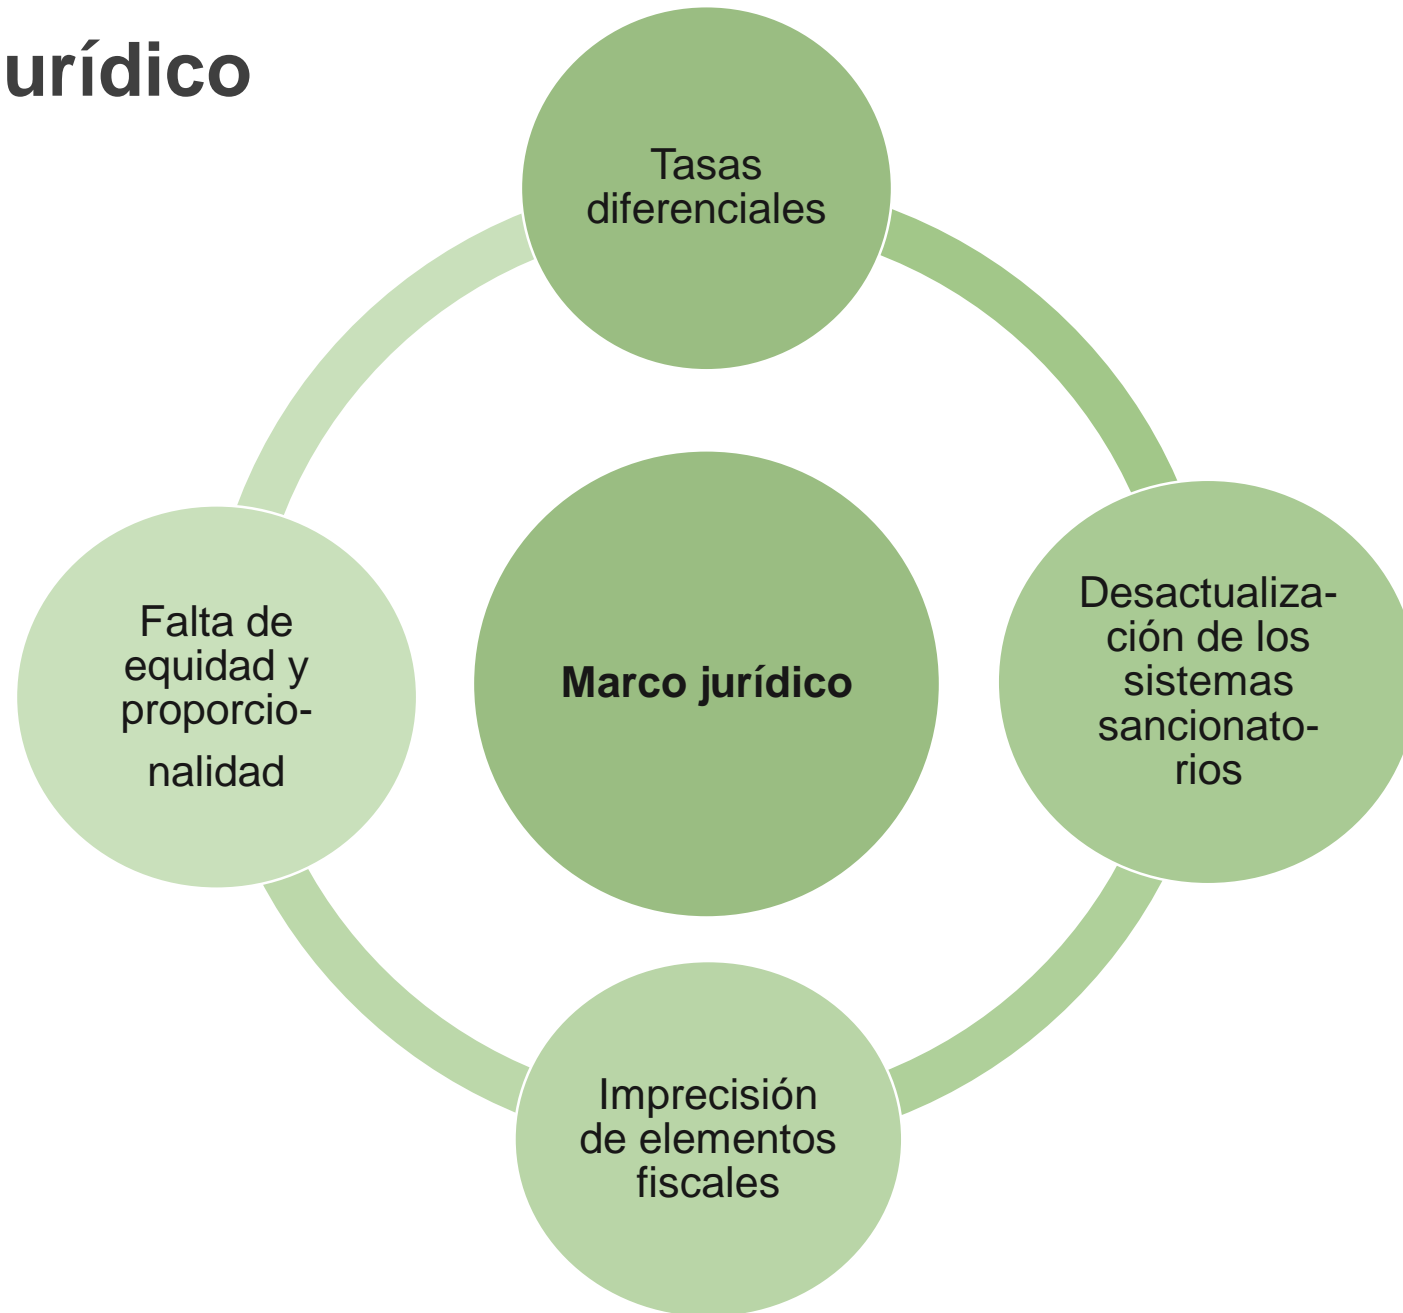 urídico
Tasas
diferenciales
Falta de
equidad y
proporcio-
nalidad
Marco jurídico
Desactualiza-
ción de los
sistemas
sancionato-
rios
Imprecisión
de elementos
fiscales